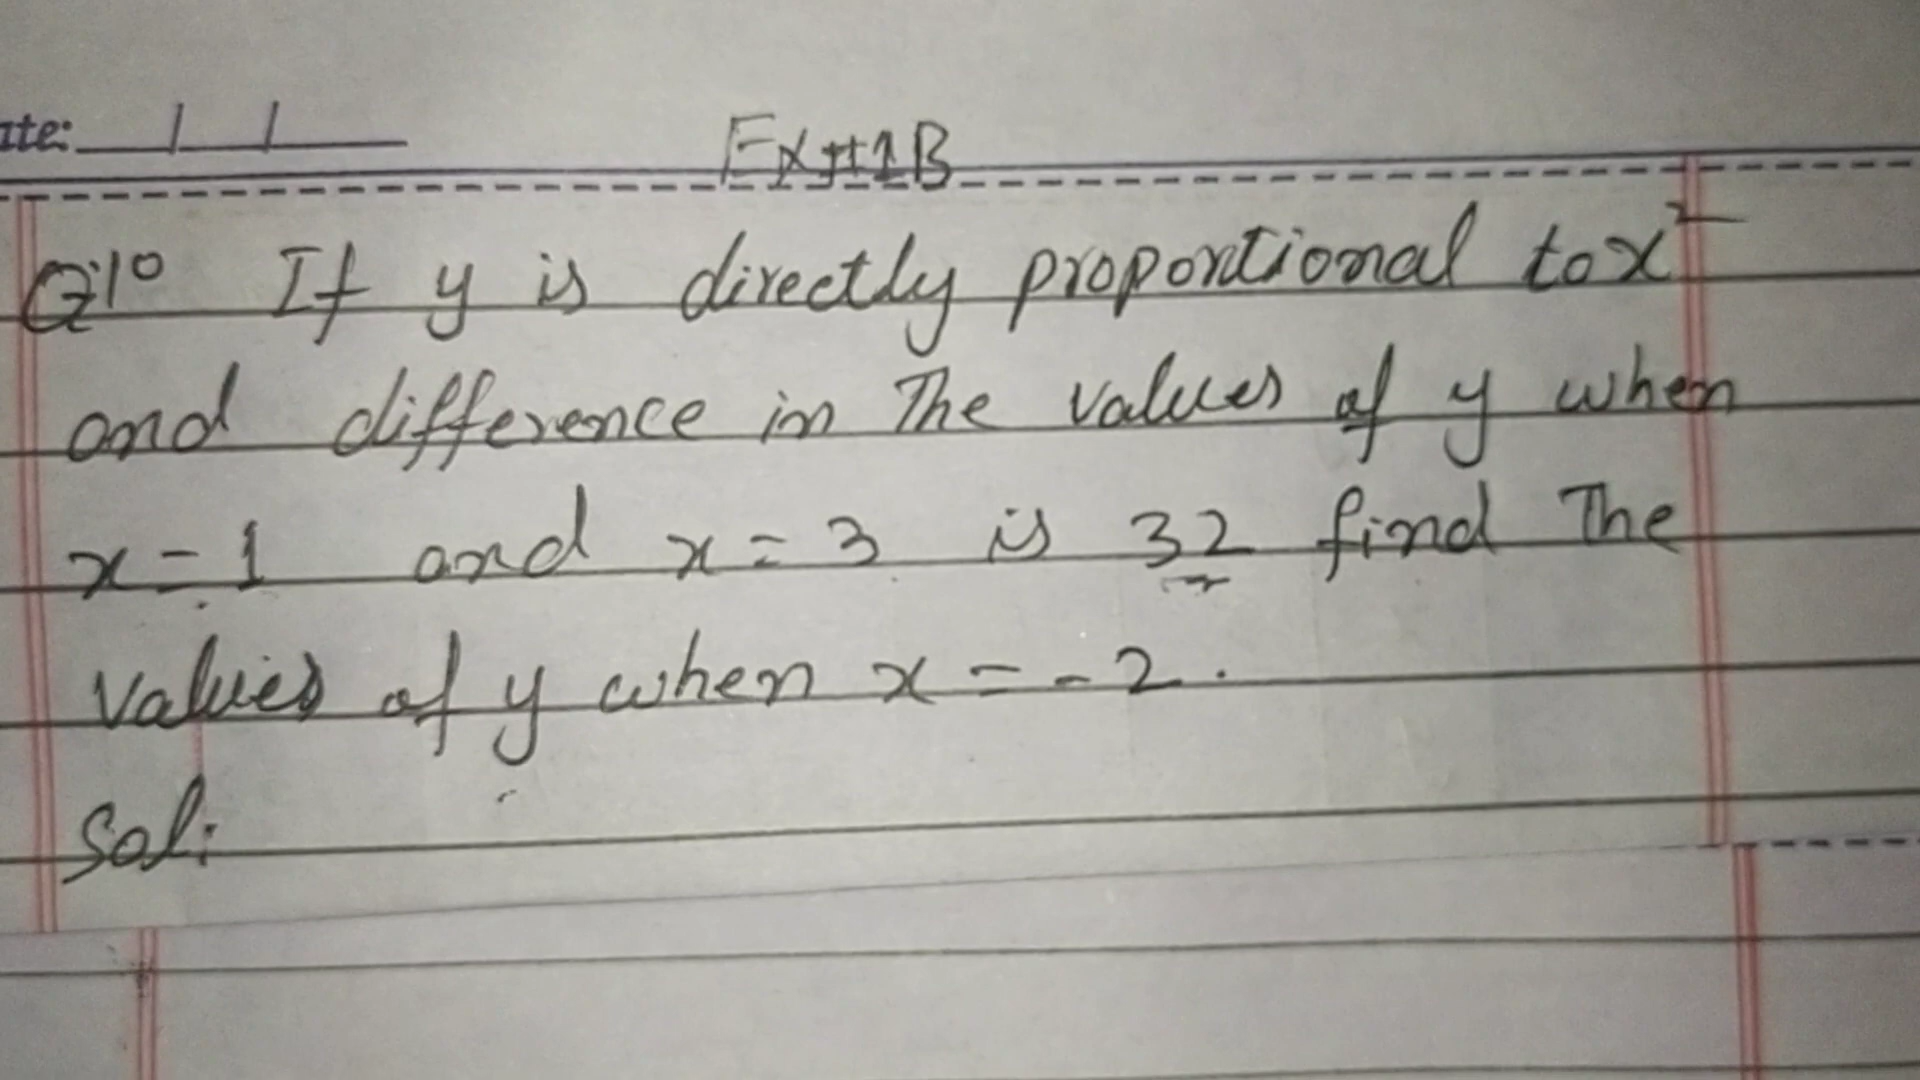 ate: / /
Ex#1B
Q:10 If y is directly proportional to x²
and difference in The values of y when
x = 1 and x = 3 is 32 find The
values of y when x = -2.
Sol: